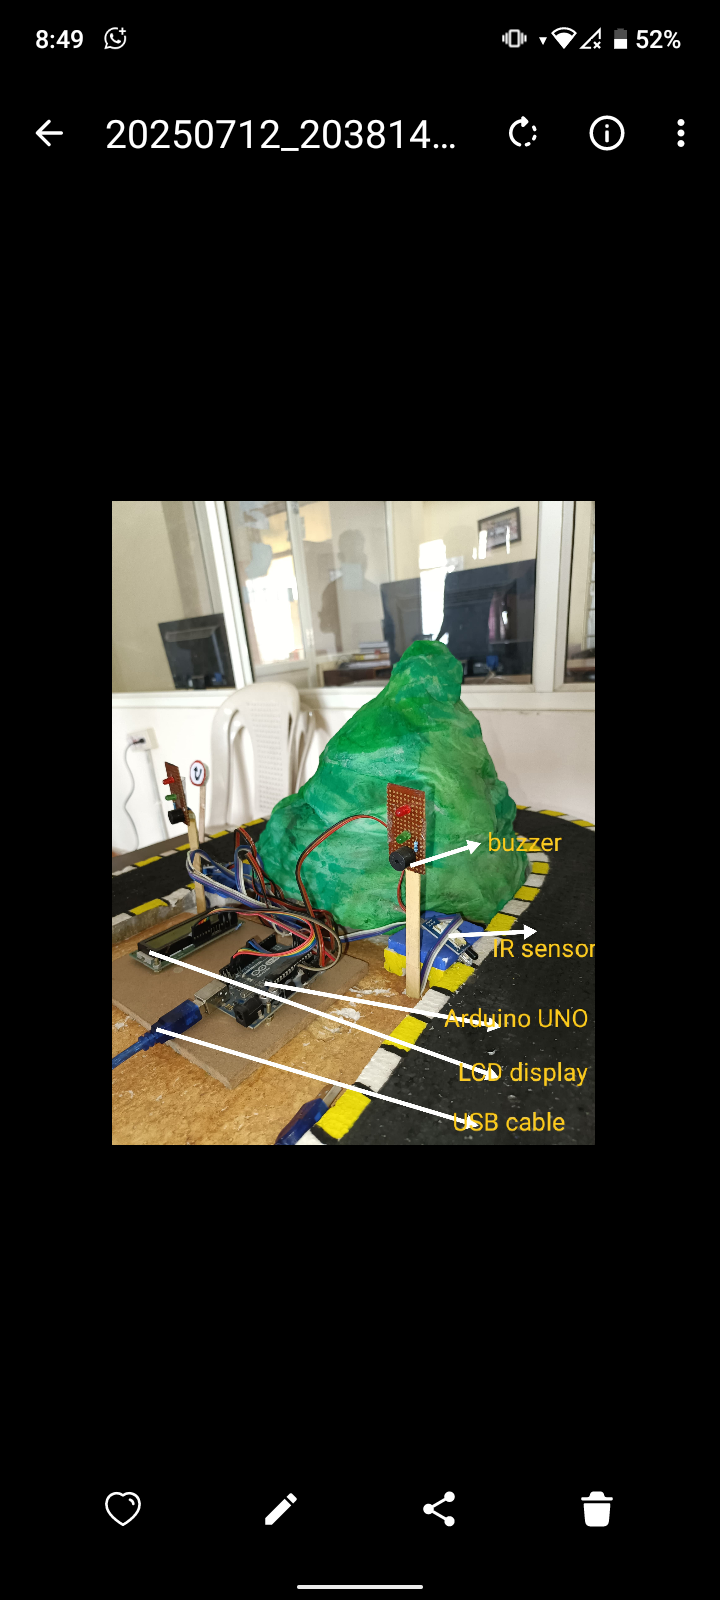 8:49
52%
20250712_203814...
buzzer
IR sensor
Arduino UNO
LCD display
USB cable